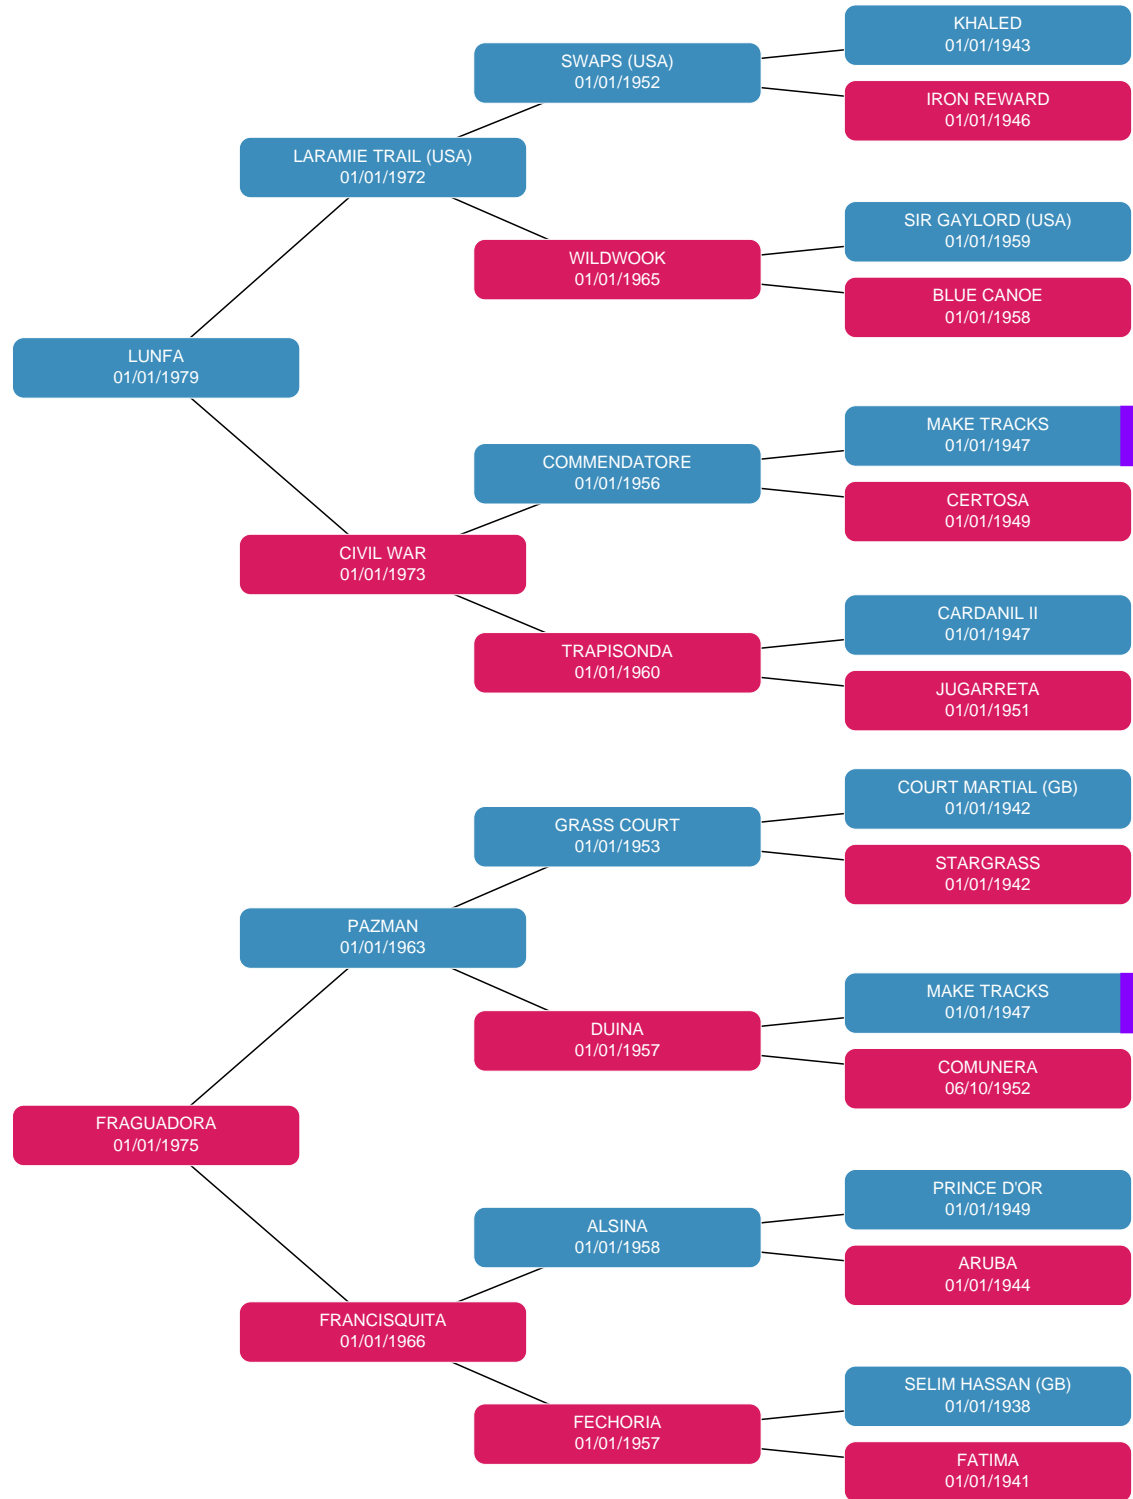 KHALED
01/01/1943
SWAPS (USA)
01/01/1952
IRON REWARD
01/01/1946
LARAMIE TRAIL (USA)
01/01/1972
SIR GAYLORD (USA)
01/01/1959
WILDWOOK
01/01/1965
BLUE CANOE
01/01/1958
LUNFA
01/01/1979
MAKE TRACKS
01/01/1947
COMMENDATORE
01/01/1956
CERTOSA
01/01/1949
CIVIL WAR
01/01/1973
CARDANIL II
01/01/1947
TRAPISONDA
01/01/1960
JUGARRETA
01/01/1951
COURT MARTIAL (GB)
01/01/1942
GRASS COURT
01/01/1953
STARGRASS
01/01/1942
PAZMAN
01/01/1963
MAKE TRACKS
01/01/1947
DUINA
01/01/1957
COMUNERA
06/10/1952
FRAGUADORA
01/01/1975
PRINCE D'OR
01/01/1949
ALSINA
01/01/1958
ARUBA
01/01/1944
FRANCISQUITA
01/01/1966
SELIM HASSAN (GB)
01/01/1938
FECHORIA
01/01/1957
FATIMA
01/01/1941